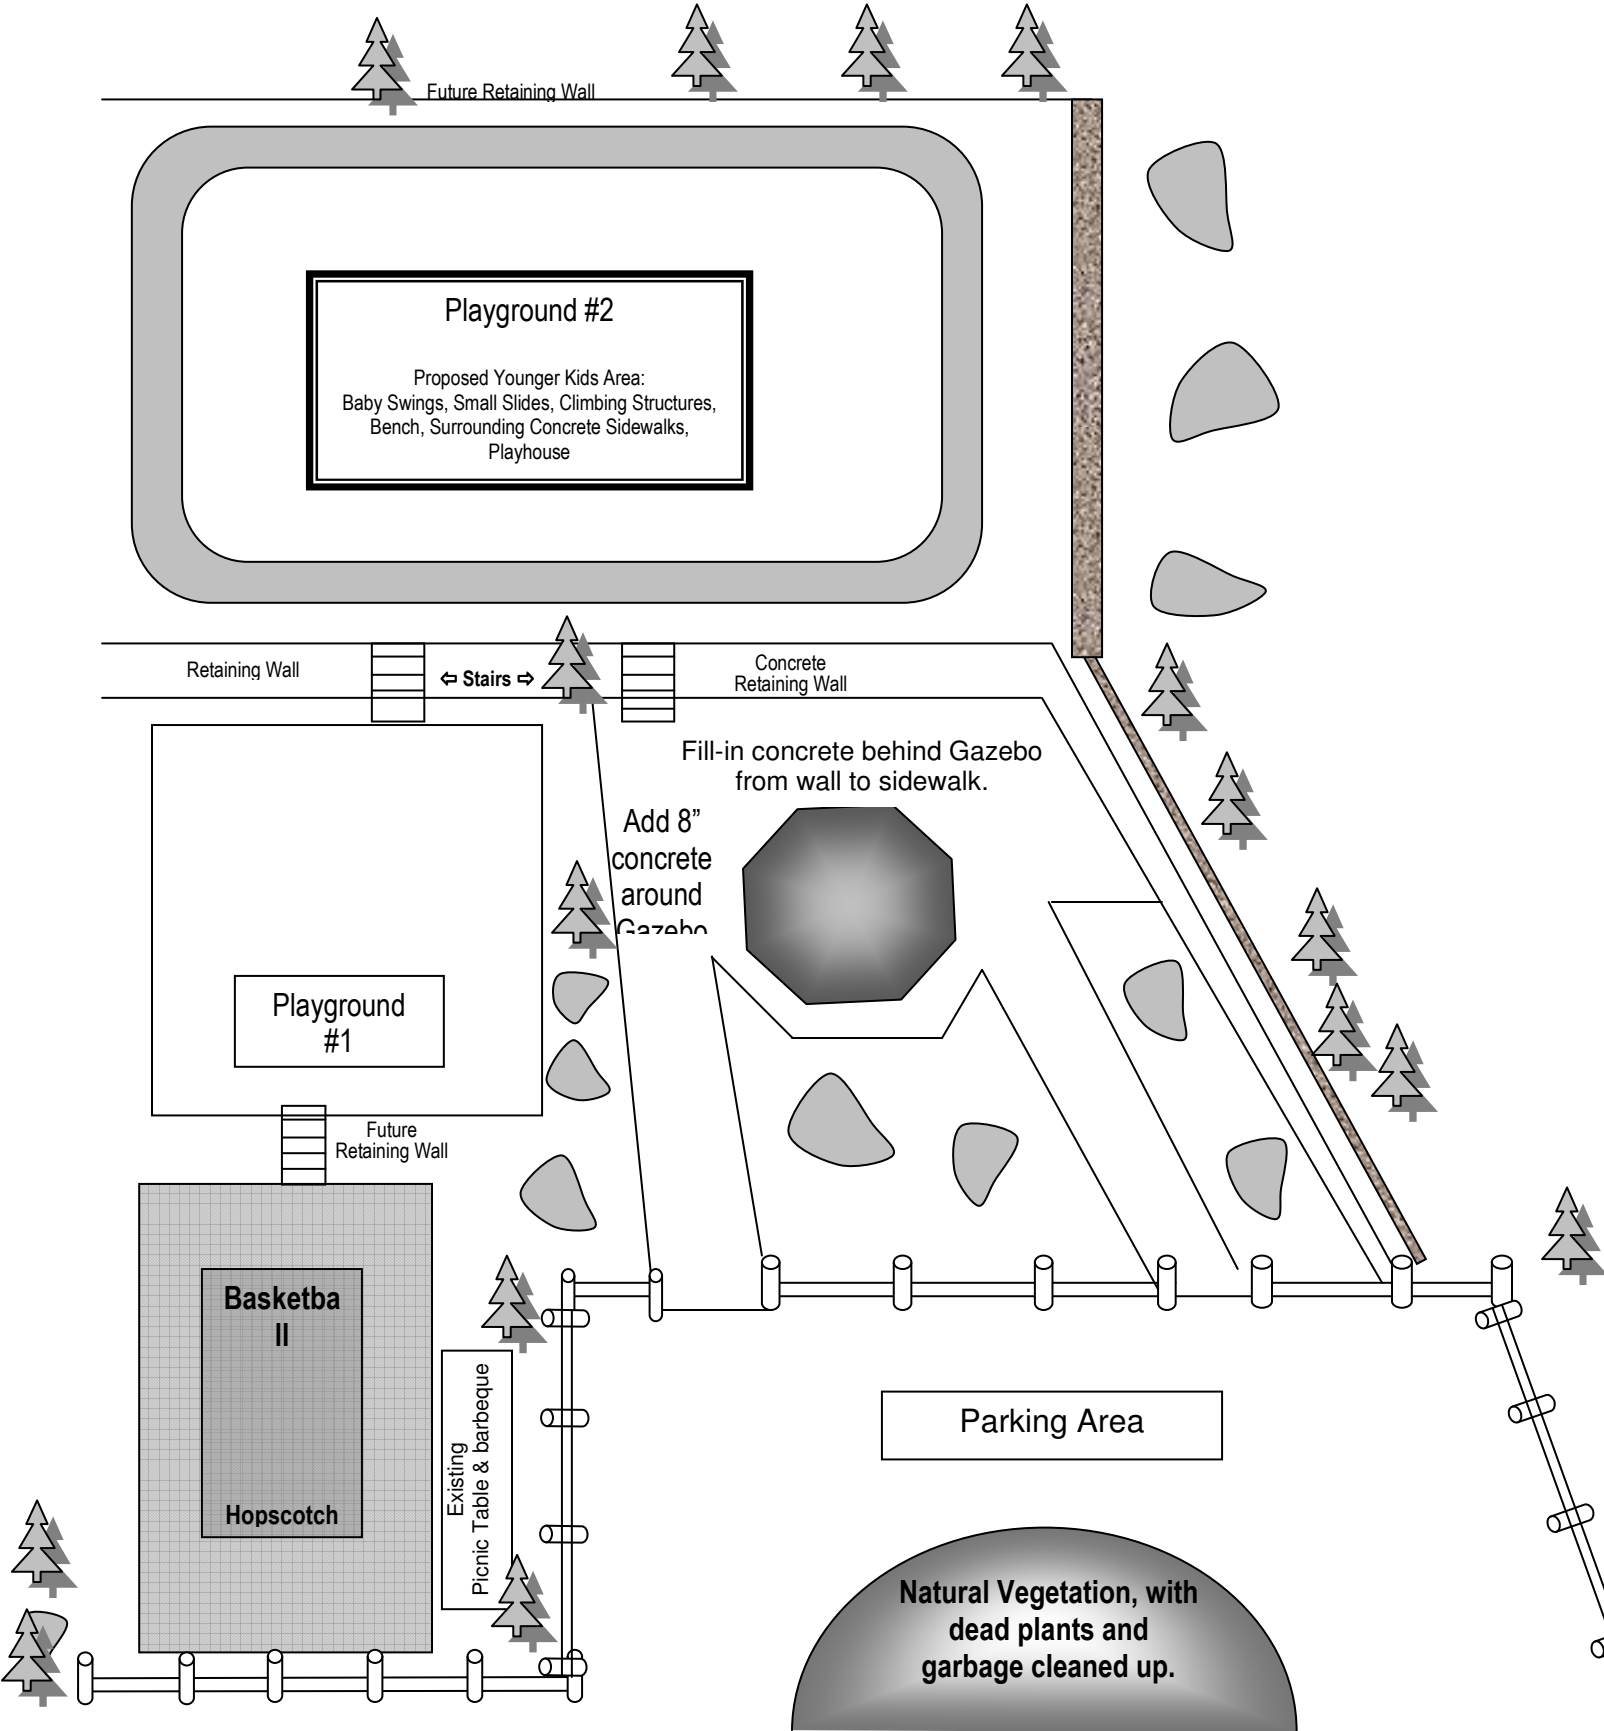 Future Retaining Wall
Playground #2
Proposed Younger Kids Area:
Baby Swings, Small Slides, Climbing Structures,
Bench, Surrounding Concrete Sidewalks,
Playhouse
Retaining Wall
⇦ Stairs ⇨
Concrete
Retaining Wall
Fill-in concrete behind Gazebo
from wall to sidewalk.
Add 8”
concrete
around
Gazebo
Playground
#1
Future
Retaining Wall
Basketba
ll
Hopscotch
Existing
Picnic Table & barbeque
Parking Area
Natural Vegetation, with
dead plants and
garbage cleaned up.